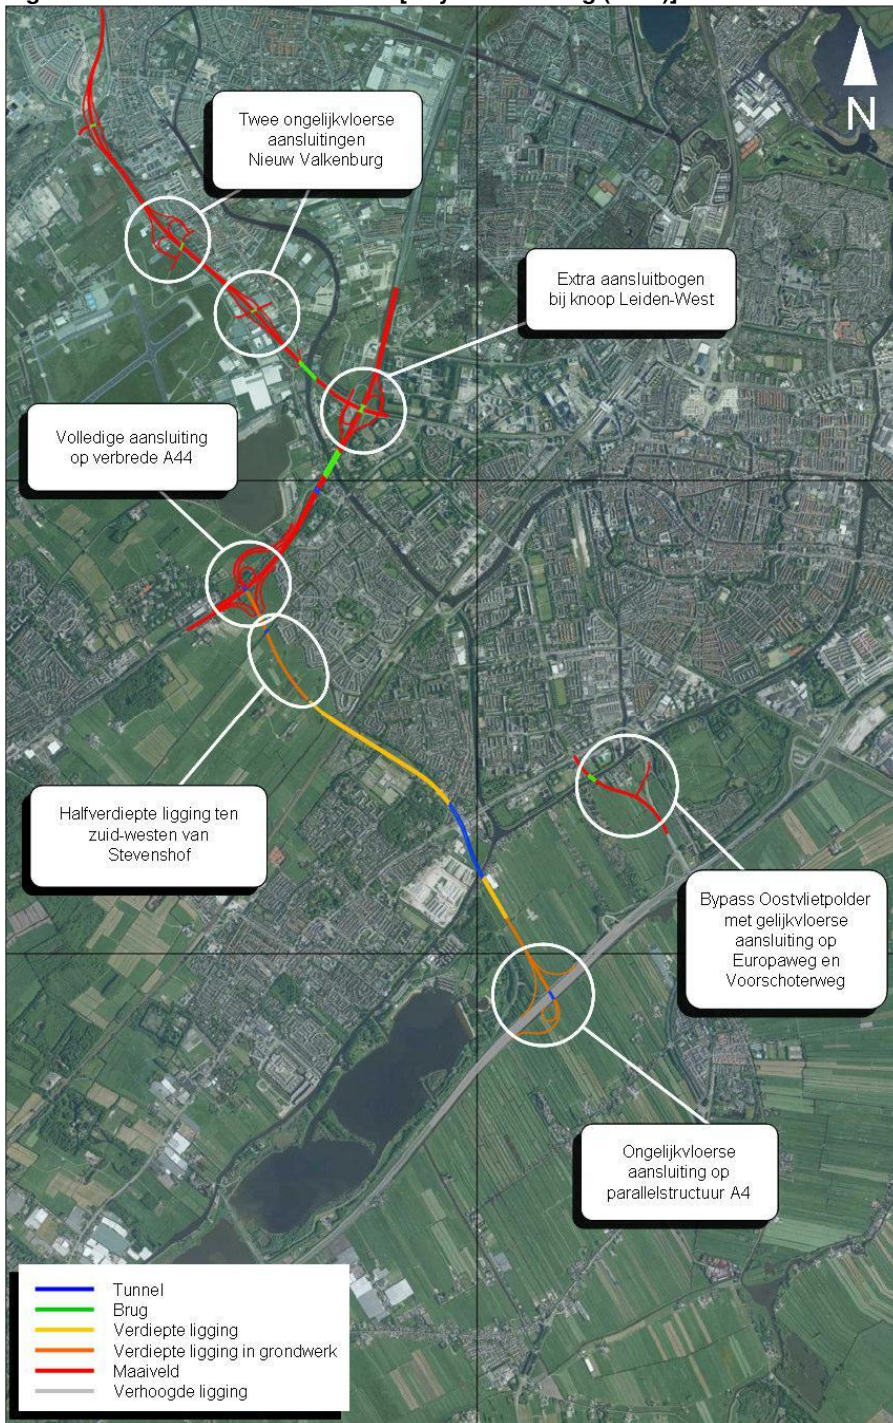 N
Twee ongelijkvloerse
aansluitingen
Nieuw Valkenburg
Extra aansluitbogen
bij knoop Leiden-West
Volledige aansluiting
op verbrede A44
Halfverdiepte ligging ten
zuid-westen van
Stevenshof
Bypass Oostvlietpolder
met gelijkvloerse
aansluiting op
Europaweg en
Voorschoterweg
Ongelijkvloerse
aansluiting op
parallelstructuur A4
Tunnel
Brug
Verdiepte ligging
Verdiepte ligging in grondwerk
Maaiveld
Verhoogde ligging